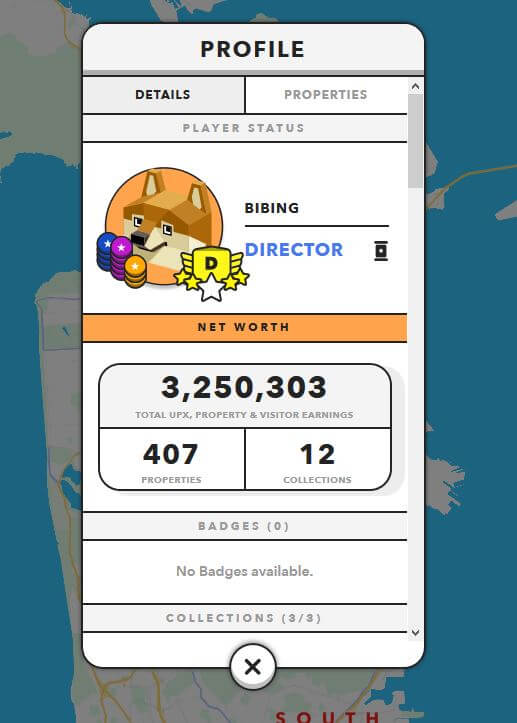 PROFILE
DETAILS
PROPERTIES
PLAYER STATUS
BIBING
D
DIRECTOR
NET WORTH
3,250,303
TOTAL UPX, PROPERTY & VISITOR EARNINGS
407
12
PROPERTIES
COLLECTIONS
BADGES (0)
No Badges available.
COLLECTIONS (3/3)
SOUTH